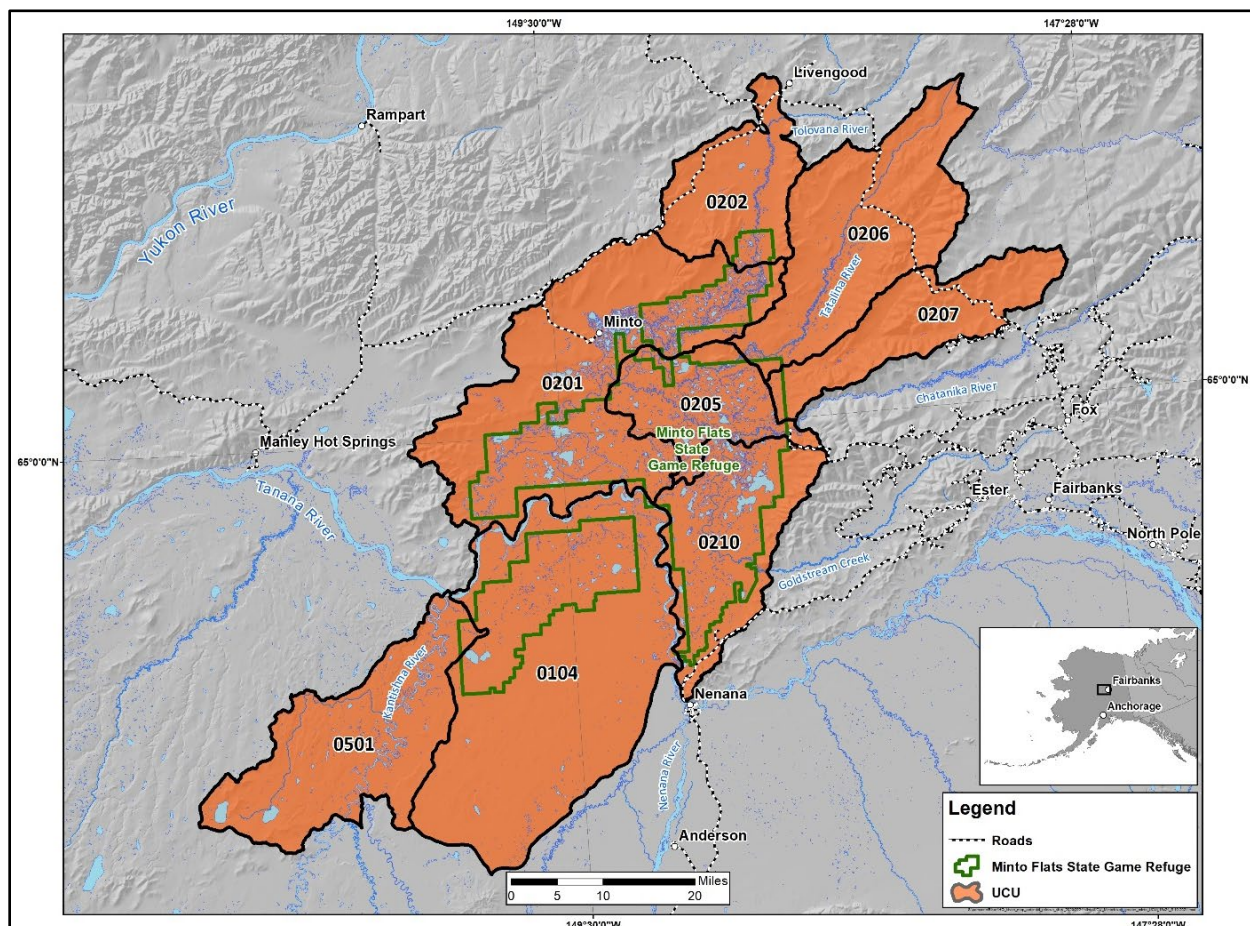 149°30'0"W
147°28'0"W
Livengood
Rampart
Tolovana River
Yukon River
0202
0206
Tatalina River
0207
Minto
65°0'0"N
0201
0205
Chatanika River
Fox
Minto Flats
State
Game Refuge
Manley Hot Springs
65°0'0"N
Tanana River
Ester
Fairbanks
North Pole
0210
Goldstream Creek
Kantishna River
0104
Nenana
0501
Nenana River
Anderson
Fairbanks
Anchorage
Legend
Roads
Minto Flats State Game Refuge
UCU
Miles
0 5 10 20
149°30'0"W
147°28'0"W